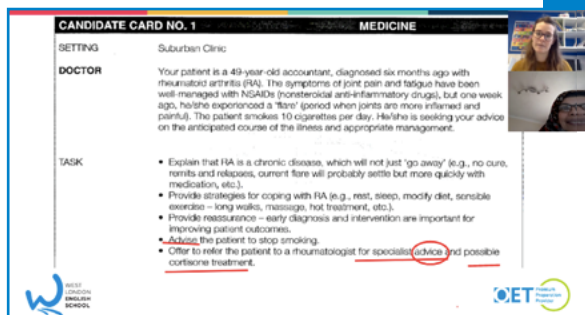 CANDIDATE CARD NO. 1 MEDICINE
SETTING Suburban Clinic
DOCTOR Your patient is a 49-year-old accountant, diagnosed six months ago with
rheumatoid arthritis (RA). The symptoms of joint pain and fatigue have been
well-managed with NSAIDs (nonsteroidal anti-inflammatory drugs), but one week
ago, he/she experienced a 'flare' (period when joints are more inflamed and
painful). The patient smokes 10 cigarettes per day. He/she is seeking your advice
on the anticipated course of the illness and appropriate management.
TASK • Explain that RA is a chronic disease, which will not just 'go away' (e.g., no cure,
remits and relapses, current flare will probably settle but more quickly with
medication, etc.).
• Provide strategies for coping with RA (e.g., rest, sleep, modify diet, sensible
exercise – long walks, massage, hot treatment, etc.).
• Provide reassurance – early diagnosis and intervention are important for
improving patient outcomes.
• Advise the patient to stop smoking.
• Offer to refer the patient to a rheumatologist for specialist advice and possible
cortisone treatment.
WEST
LONDON
ENGLISH
SCHOOL
OET Premium
Preparation
Provider